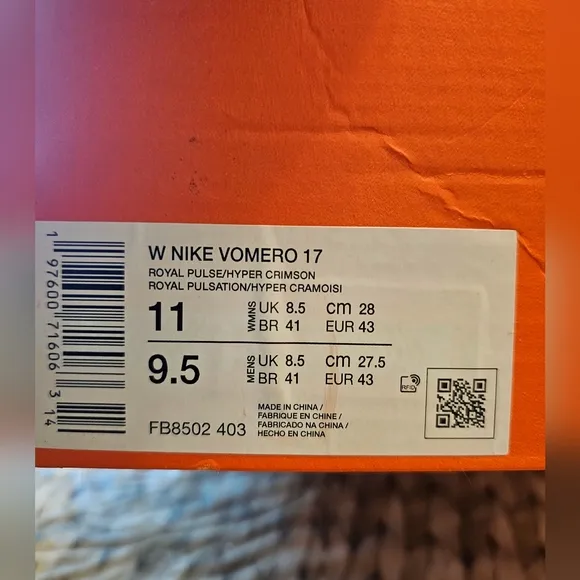 W NIKE VOMERO 17
ROYAL PULSE/HYPER CRIMSON
ROYAL PULSATION/HYPER CRAMOISI
11 WMNS UK 8.5 cm 28
BR 41 EUR 43
9.5 MENS UK 8.5 cm 27.5
BR 41 EUR 43
RFID
FB8502 403
MADE IN CHINA /
FABRIQUE EN CHINE /
FABRICADO NA CHINA /
HECHO EN CHINA
1 97600 71606 3 14